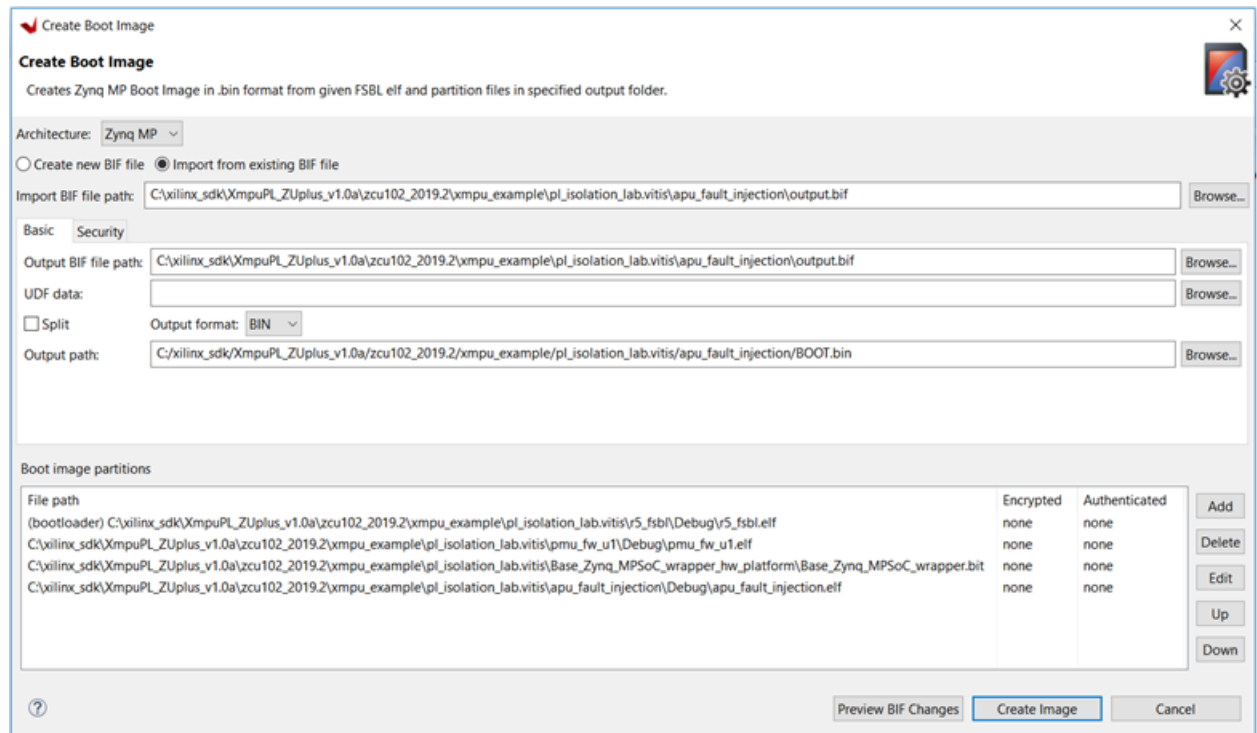 Create Boot Image
Create Boot Image
Creates Zynq MP Boot Image in .bin format from given FSBL elf and partition files in specified output folder.
Architecture: Zynq MP
Create new BIF file Import from existing BIF file
Import BIF file path: C:\xilinx_sdk\XmpuPL_ZUplus_v1.0a\zcu102_2019.2\xmpu_example\pl_isolation_lab.vitis\apu_fault_injection\output.bif Browse...
Basic Security
Output BIF file path: C:\xilinx_sdk\XmpuPL_ZUplus_v1.0a\zcu102_2019.2\xmpu_example\pl_isolation_lab.vitis\apu_fault_injection\output.bif Browse...
UDF data: Browse...
Split Output format: BIN
Output path: C:/xilinx_sdk/XmpuPL_ZUplus_v1.0a/zcu102_2019.2/xmpu_example/pl_isolation_lab.vitis/apu_fault_injection/BOOT.bin Browse...
Boot image partitions
File path Encrypted Authenticated Add
(bootloader) C:\xilinx_sdk\XmpuPL_ZUplus_v1.0a\zcu102_2019.2\xmpu_example\pl_isolation_lab.vitis\r5_fsbl\Debug\r5_fsbl.elf none none
C:\xilinx_sdk\XmpuPL_ZUplus_v1.0a\zcu102_2019.2\xmpu_example\pl_isolation_lab.vitis\pmu_fw_u1\Debug\pmu_fw_u1.elf none none Delete
C:\xilinx_sdk\XmpuPL_ZUplus_v1.0a\zcu102_2019.2\xmpu_example\pl_isolation_lab.vitis\Base_Zynq_MPSoC_wrapper_hw_platform\Base_Zynq_MPSoC_wrapper.bit none none
C:\xilinx_sdk\XmpuPL_ZUplus_v1.0a\zcu102_2019.2\xmpu_example\pl_isolation_lab.vitis\apu_fault_injection\Debug\apu_fault_injection.elf none none Edit
Up
Down
Preview BIF Changes Create Image Cancel